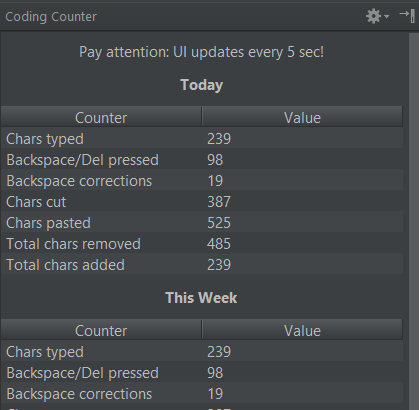 Coding Counter
Pay attention: UI updates every 5 sec!
Today
Counter Value
Chars typed 239
Backspace/Del pressed 98
Backspace corrections 19
Chars cut 387
Chars pasted 525
Total chars removed 485
Total chars added 239
This Week
Counter Value
Chars typed 239
Backspace/Del pressed 98
Backspace corrections 19